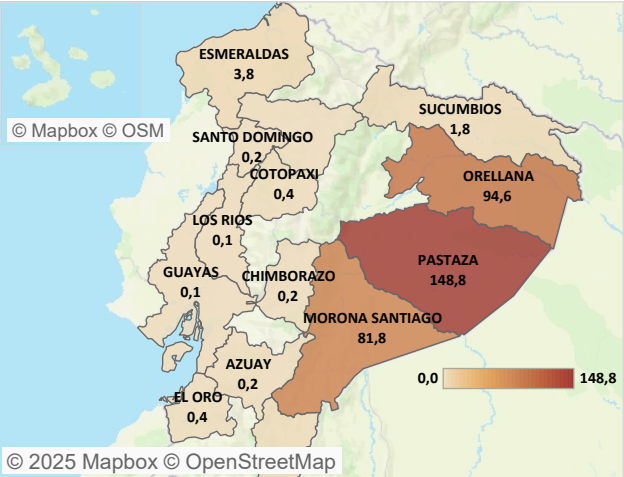 ESMERALDAS
3,8
© Mapbox © OSM
SUCUMBIOS
1,8
SANTO DOMINGO
0,2
COTOPAXI
0,4
ORELLANA
94,6
LOS RIOS
0,1
PASTAZA
148,8
GUAYAS
0,1
CHIMBORAZO
0,2
MORONA SANTIAGO
81,8
AZUAY
0,2
0,0
148,8
EL ORO
0,4
© 2025 Mapbox © OpenStreetMap